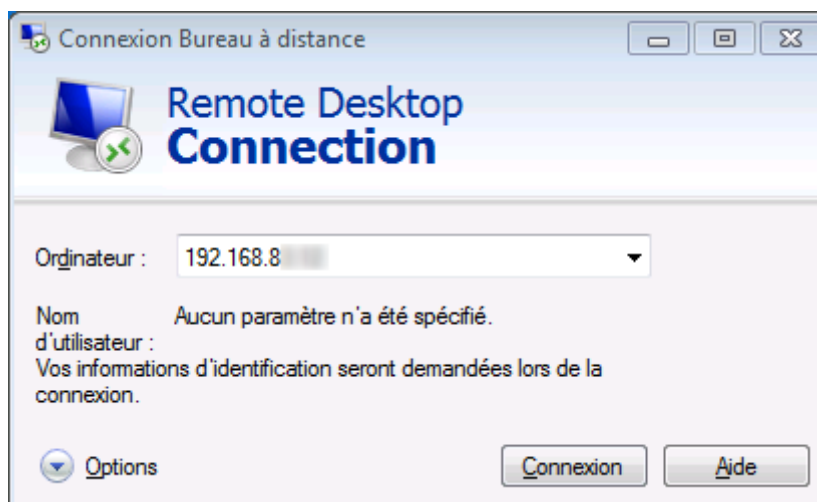 Connexion Bureau à distance
Remote Desktop
Connection
Ordinateur :
192.168.8
Nom
d'utilisateur :
Aucun paramètre n'a été spécifié.
Vos informations d'identification seront demandées lors de la
connexion.
Options
Connexion
Aide